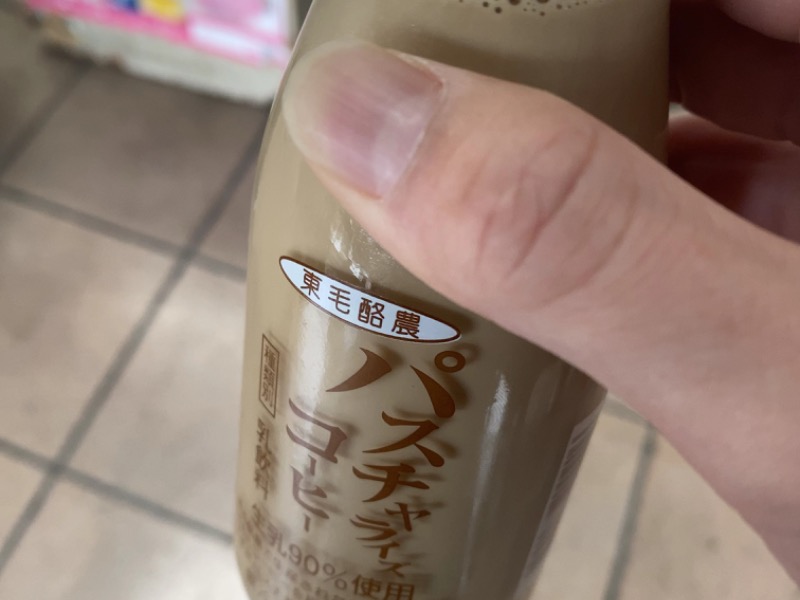 東毛酪農
パスチャライズ
コーヒー
種類別
乳飲料
生乳90%使用